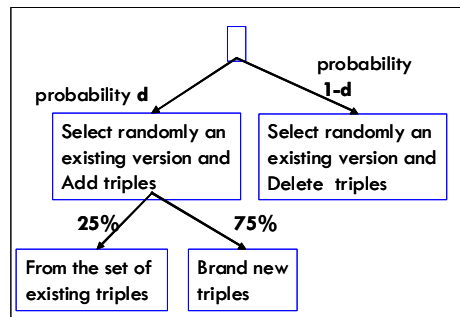 probability
1-d
probability d
Select randomly an
existing version and
Add triples
Select randomly an
existing version and
Delete triples
25%
75%
From the set of
existing triples
Brand new
triples